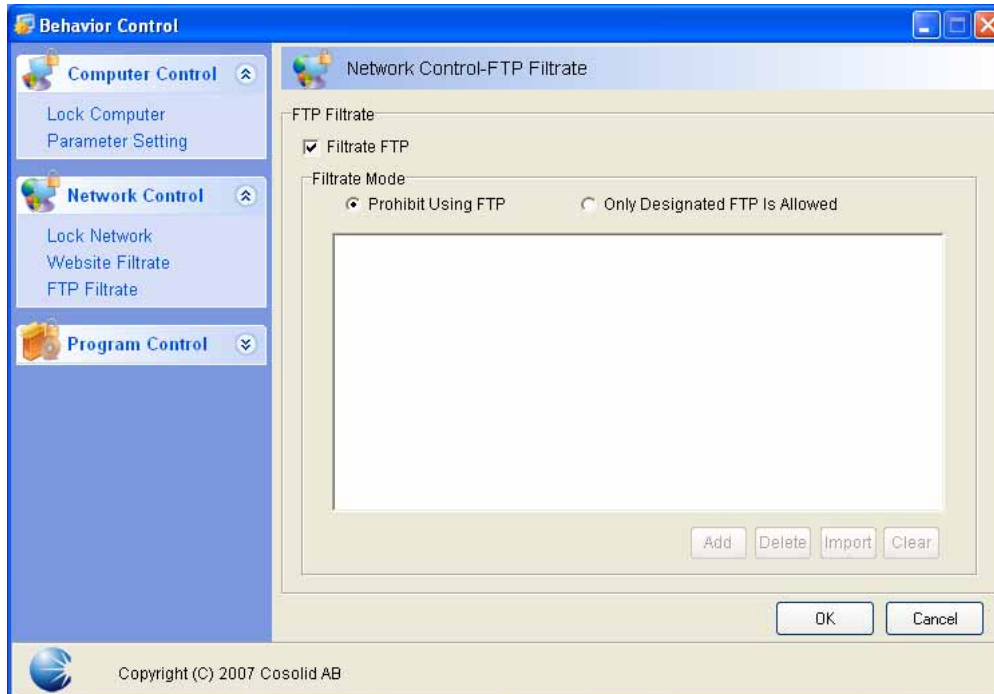 Behavior Control
Computer Control
Lock Computer
Parameter Setting
Network Control
Lock Network
Website Filtrate
FTP Filtrate
Program Control
Network Control-FTP Filtrate
FTP Filtrate
Filtrate FTP
Filtrate Mode
Prohibit Using FTP
Only Designated FTP Is Allowed
Add Delete Import Clear
OK Cancel
Copyright (C) 2007 Cosolid AB